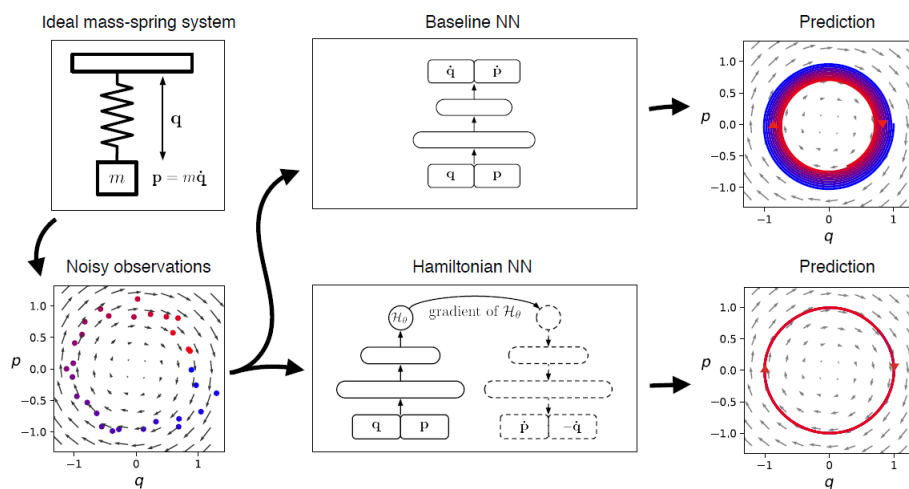 Ideal mass-spring system
q
m
p = mq̇
Baseline NN
q̇ ṗ
q p
Prediction
p
1.0
0.5
0.0
−0.5
−1.0
−1 0 1
q
Noisy observations
p
1.0
0.5
0.0
−0.5
−1.0
−1 0 1
q
Hamiltonian NN
ℋθ gradient of ℋθ
q p ṗ −q̇
Prediction
p
1.0
0.5
0.0
−0.5
−1.0
−1 0 1
q